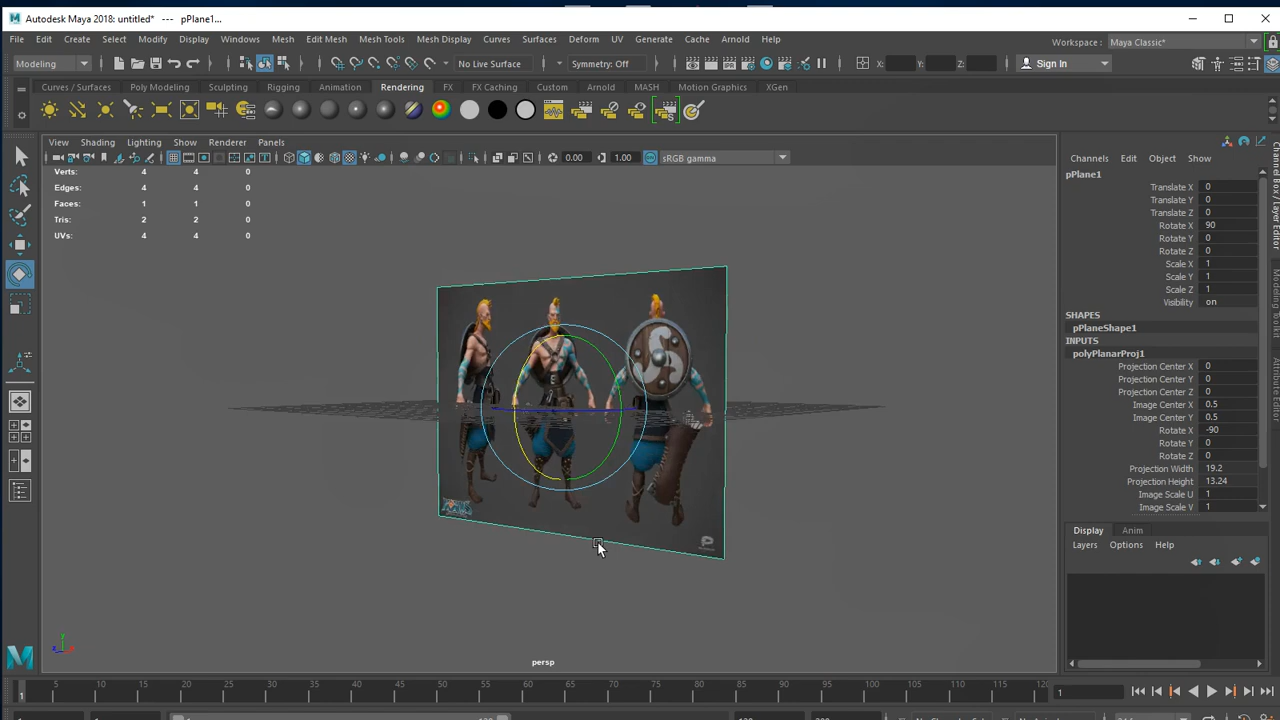 Autodesk Maya 2018: untitled* --- pPlane1...
File Edit Create Select Modify Display Windows Mesh Edit Mesh Mesh Tools Mesh Display Curves Surfaces Deform UV Generate Cache Arnold Help
Workspace : Maya Classic*
Modeling No Live Surface Symmetry: Off X: Y: Z: Sign In
Curves / Surfaces Poly Modeling Sculpting Rigging Animation Rendering FX FX Caching Custom Arnold MASH Motion Graphics XGen
View Shading Lighting Show Renderer Panels
0.00 1.00 sRGB gamma
Verts: 4 4 0
Edges: 4 4 0
Faces: 1 1 0
Tris: 2 2 0
UVs: 4 4 0
persp
Channels Edit Object Show
pPlane1
Translate X 0
Translate Y 0
Translate Z 0
Rotate X 90
Rotate Y 0
Rotate Z 0
Scale X 1
Scale Y 1
Scale Z 1
Visibility on
SHAPES
pPlaneShape1
INPUTS
polyPlanarProj1
Projection Center X 0
Projection Center Y 0
Projection Center Z 0
Image Center X 0.5
Image Center Y 0.5
Rotate X -90
Rotate Y 0
Rotate Z 0
Projection Width 19.2
Projection Height 13.24
Image Scale U 1
Image Scale V 1
Display Anim
Layers Options Help
Channel Box / Layer Editor
Modeling Toolkit
Attribute Editor
1 5 10 15 20 25 30 35 40 45 50 55 60 65 70 75 80 85 90 95 100 105 110 115 120
1